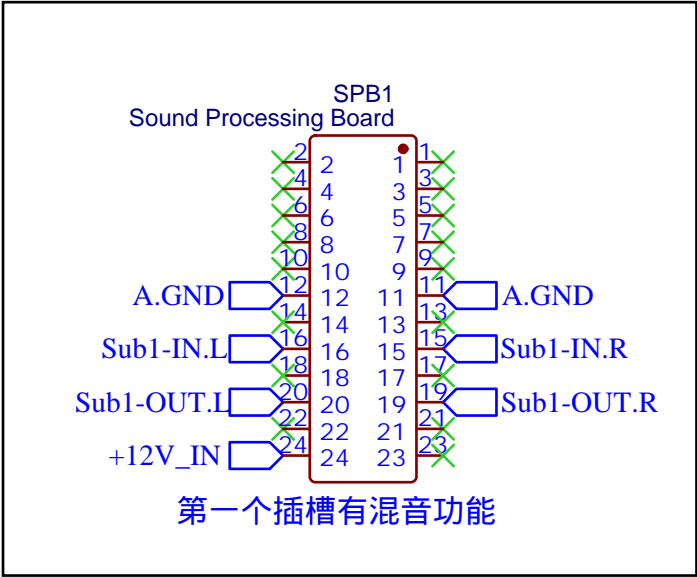 SPB1
Sound Processing Board
2 2 1 1
4 4 3 3
6 6 5 5
8 8 7 7
10 10 9 9
A.GND 12 12 11 11 A.GND
14 14 13 13
Sub1-IN.L 16 16 15 15 Sub1-IN.R
18 18 17 17
Sub1-OUT.L 20 20 19 19 Sub1-OUT.R
22 22 21 21
+12V_IN 24 24 23 23
第一个插槽有混音功能